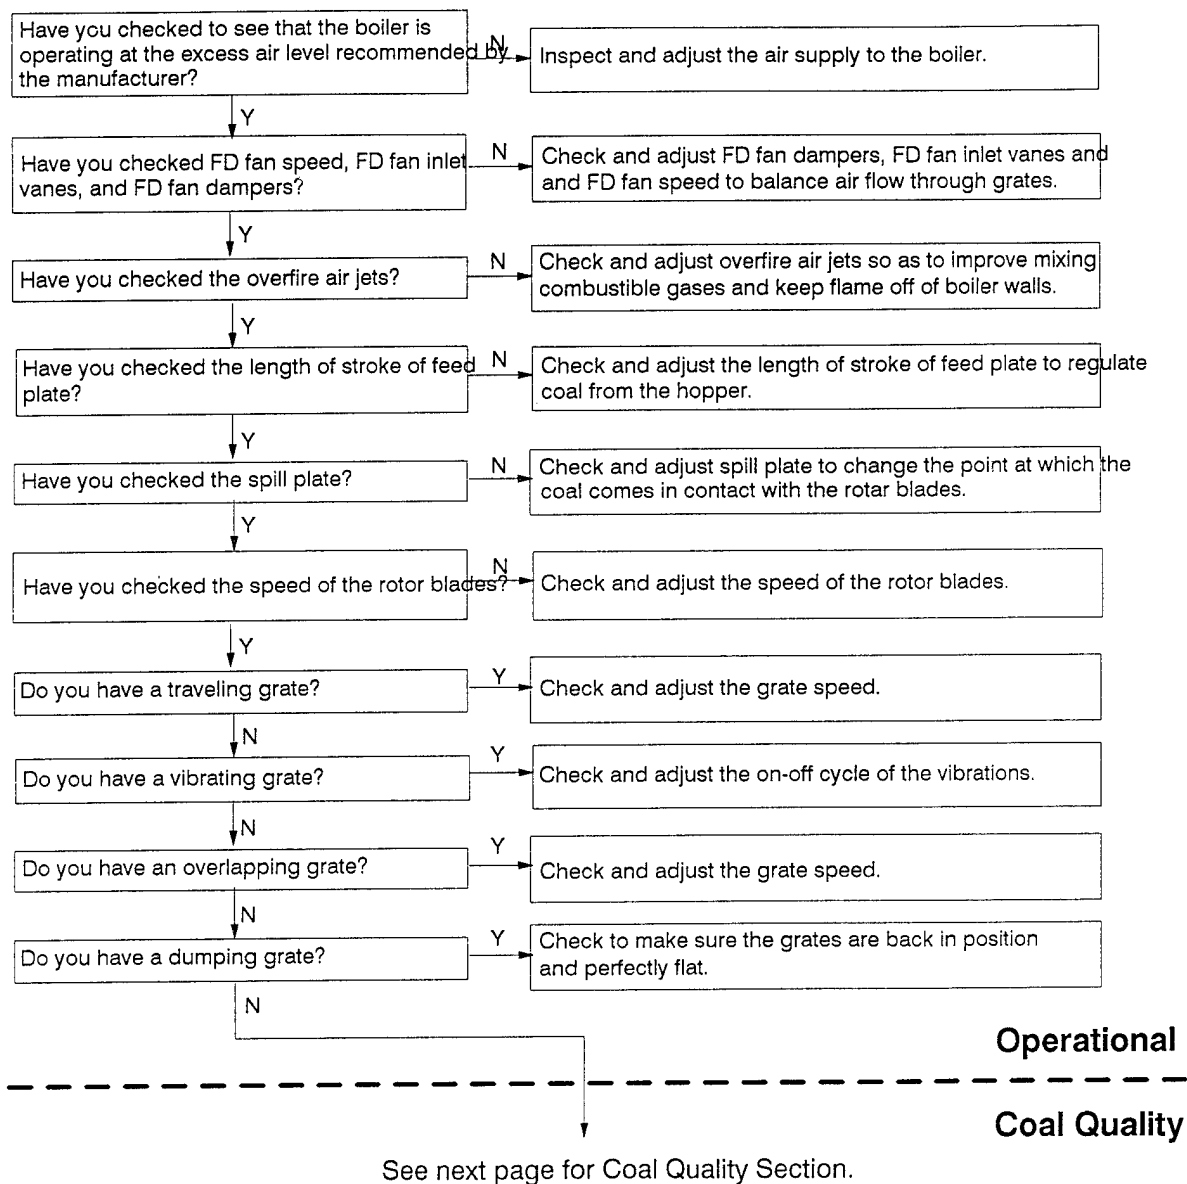 Have you checked to see that the boiler is
operating at the excess air level recommended by
the manufacturer?
N
Inspect and adjust the air supply to the boiler.
Y
Have you checked FD fan speed, FD fan inlet
vanes, and FD fan dampers?
N
Check and adjust FD fan dampers, FD fan inlet vanes and
and FD fan speed to balance air flow through grates.
Y
Have you checked the overfire air jets?
N
Check and adjust overfire air jets so as to improve mixing
combustible gases and keep flame off of boiler walls.
Y
Have you checked the length of stroke of feed
plate?
N
Check and adjust the length of stroke of feed plate to regulate
coal from the hopper.
Y
Have you checked the spill plate?
N
Check and adjust spill plate to change the point at which the
coal comes in contact with the rotar blades.
Y
Have you checked the speed of the rotor blades?
N
Check and adjust the speed of the rotor blades.
Y
Do you have a traveling grate?
Y
Check and adjust the grate speed.
N
Do you have a vibrating grate?
Y
Check and adjust the on-off cycle of the vibrations.
N
Do you have an overlapping grate?
Y
Check and adjust the grate speed.
N
Do you have a dumping grate?
Y
Check to make sure the grates are back in position
and perfectly flat.
N
Operational
Coal Quality
See next page for Coal Quality Section.